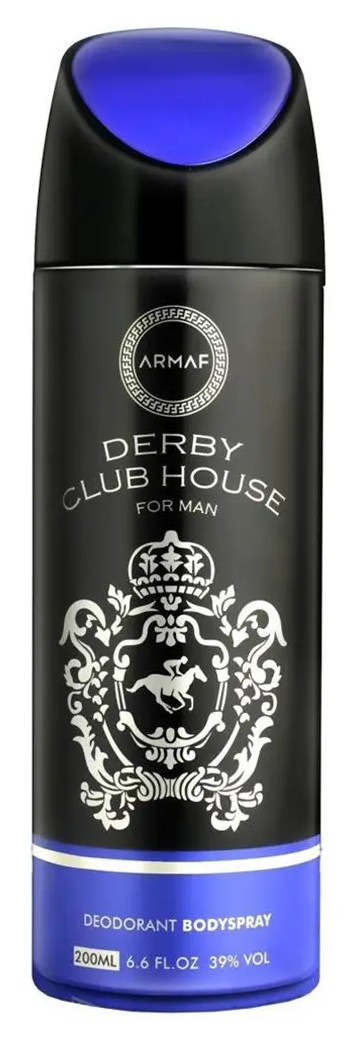 ARMAF
DERBY
CLUB HOUSE
FOR MAN
DEODORANT BODYSPRAY
200ML 6.6 FL.OZ 39% VOL